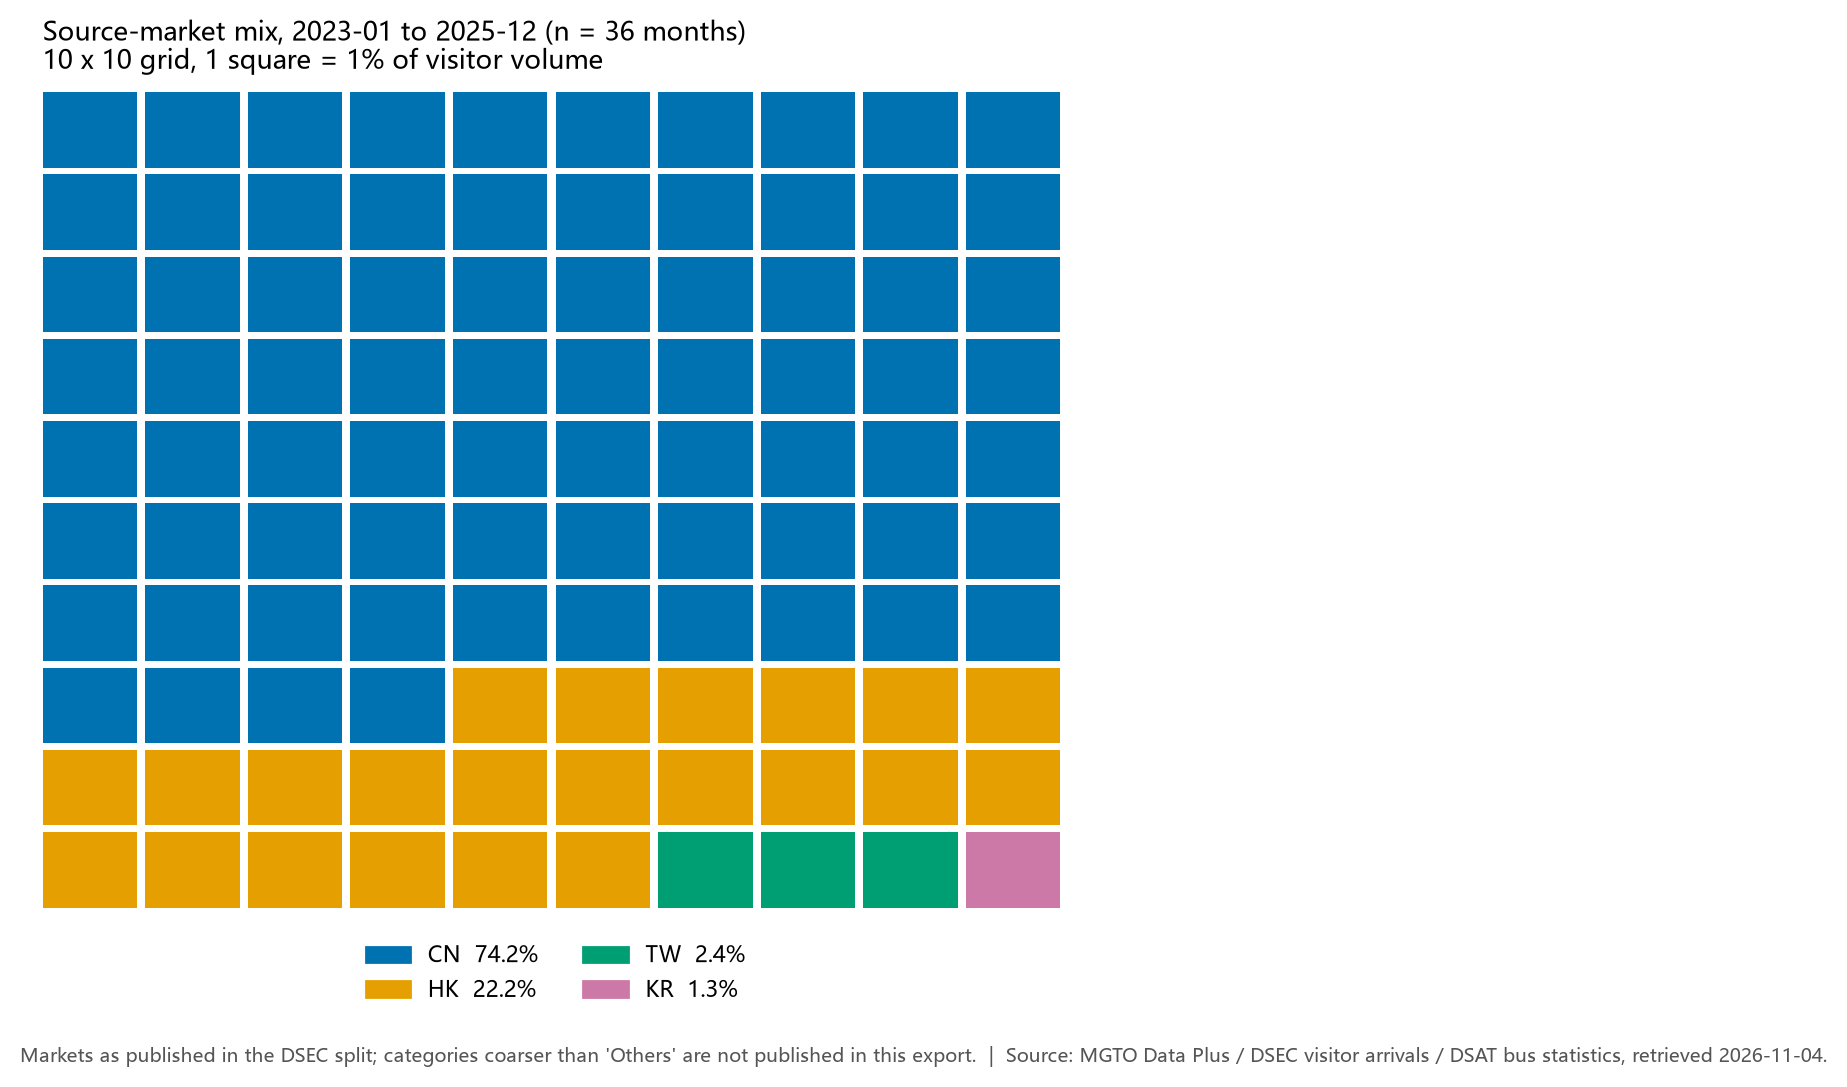 Source-market mix, 2023-01 to 2025-12 (n = 36 months)
10 x 10 grid, 1 square = 1% of visitor volume
CN 74.2%
HK 22.2%
TW 2.4%
KR 1.3%
Markets as published in the DSEC split; categories coarser than 'Others' are not published in this export. | Source: MGTO Data Plus / DSEC visitor arrivals / DSAT bus statistics, retrieved 2026-11-04.